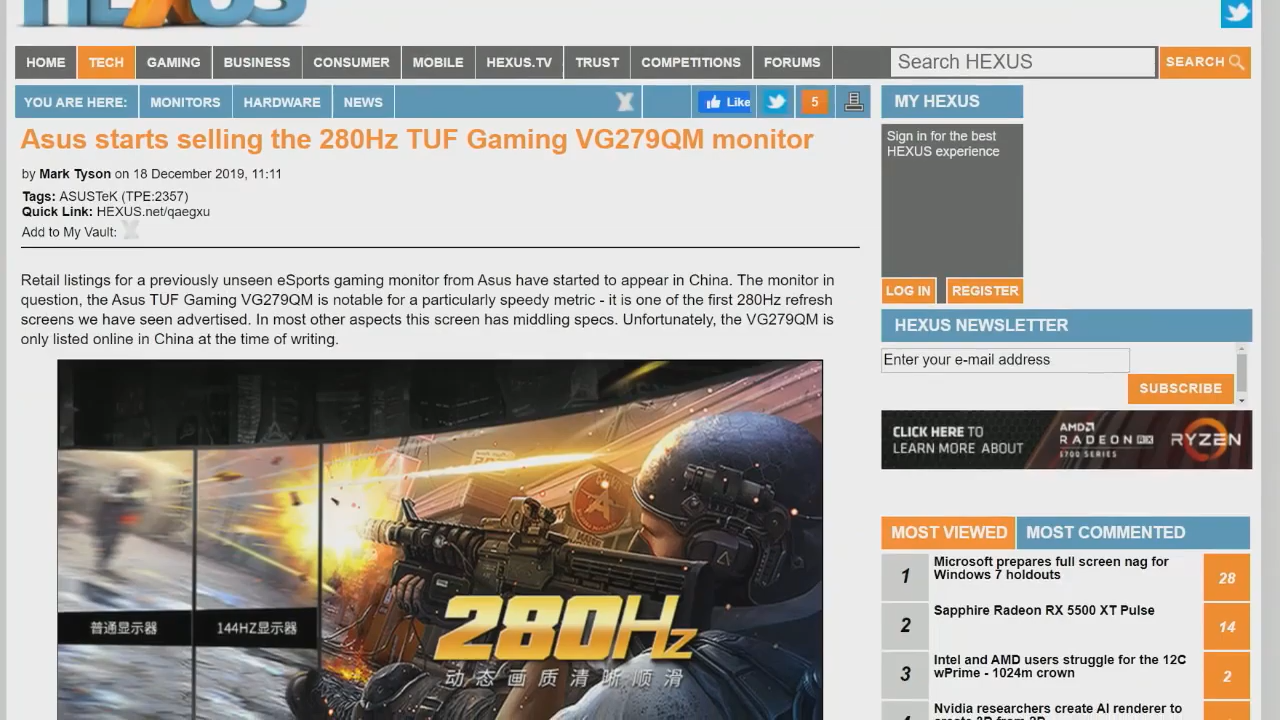 HEXUS
HOME TECH GAMING BUSINESS CONSUMER MOBILE HEXUS.TV TRUST COMPETITIONS FORUMS
Search HEXUS SEARCH
YOU ARE HERE: MONITORS HARDWARE NEWS
Like 5
Asus starts selling the 280Hz TUF Gaming VG279QM monitor
by Mark Tyson on 18 December 2019, 11:11
Tags: ASUSTeK (TPE:2357)
Quick Link: HEXUS.net/qaegxu
Add to My Vault:
Retail listings for a previously unseen eSports gaming monitor from Asus have started to appear in China. The monitor in
question, the Asus TUF Gaming VG279QM is notable for a particularly speedy metric - it is one of the first 280Hz refresh
screens we have seen advertised. In most other aspects this screen has middling specs. Unfortunately, the VG279QM is
only listed online in China at the time of writing.
普通显示器
144HZ显示器
280Hz
动态画质清晰顺滑
MY HEXUS
Sign in for the best
HEXUS experience
LOG IN REGISTER
HEXUS NEWSLETTER
Enter your e-mail address
SUBSCRIBE
CLICK HERE TO
LEARN MORE ABOUT
AMD
RADEON RX
5700 SERIES
RYZEN
MOST VIEWED MOST COMMENTED
1 Microsoft prepares full screen nag for
Windows 7 holdouts 28
2 Sapphire Radeon RX 5500 XT Pulse 14
3 Intel and AMD users struggle for the 12C
wPrime - 1024m crown 2
Nvidia researchers create AI renderer to